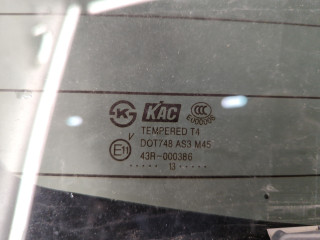 KAC
TEMPERED T4
DOT748 AS3 M45
43R-000386
····· 13 ·····
E11
V